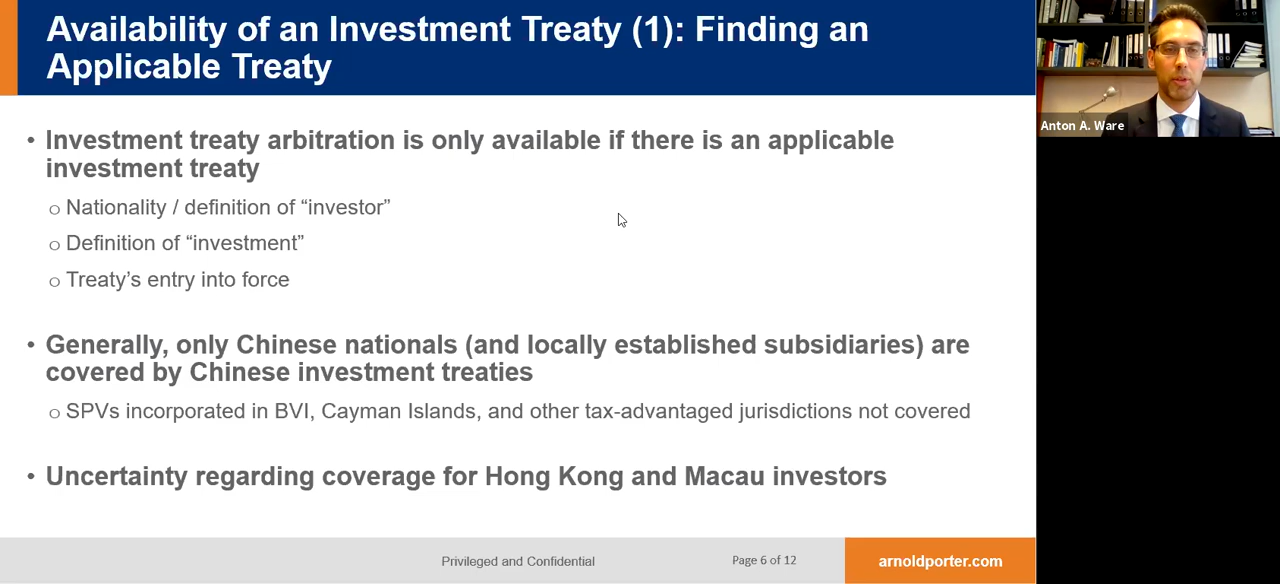 Availability of an Investment Treaty (1): Finding an
Applicable Treaty
Anton A. Ware
• Investment treaty arbitration is only available if there is an applicable
investment treaty
o Nationality / definition of “investor”
o Definition of “investment”
o Treaty’s entry into force
• Generally, only Chinese nationals (and locally established subsidiaries) are
covered by Chinese investment treaties
o SPVs incorporated in BVI, Cayman Islands, and other tax-advantaged jurisdictions not covered
• Uncertainty regarding coverage for Hong Kong and Macau investors
Privileged and Confidential
Page 6 of 12
arnoldporter.com